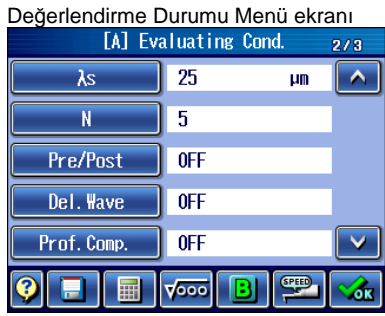 Değerlendirme Durumu Menü ekranı
[A] Evaluating Cond. 2/3
λs 25 µm
N 5
Pre/Post OFF
Del.Wave OFF
Prof.Comp. OFF
? √ooo B SPEED OK